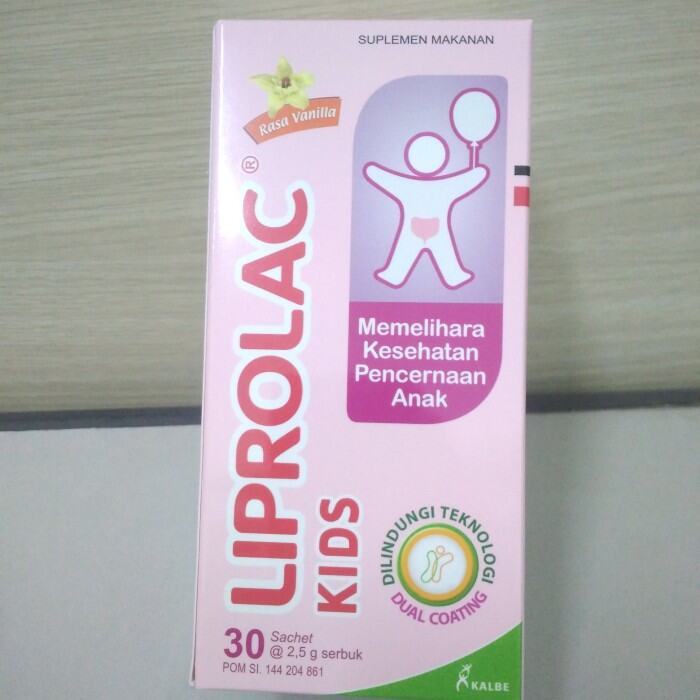 SUPLEMEN MAKANAN
Rasa Vanilla
LIPROLAC®
KIDS
Memelihara
Kesehatan
Pencernaan
Anak
DILINDUNGI TEKNOLOGI
DUAL COATING
30 Sachet
@ 2,5 g serbuk
POM SI. 144 204 861
KALBE